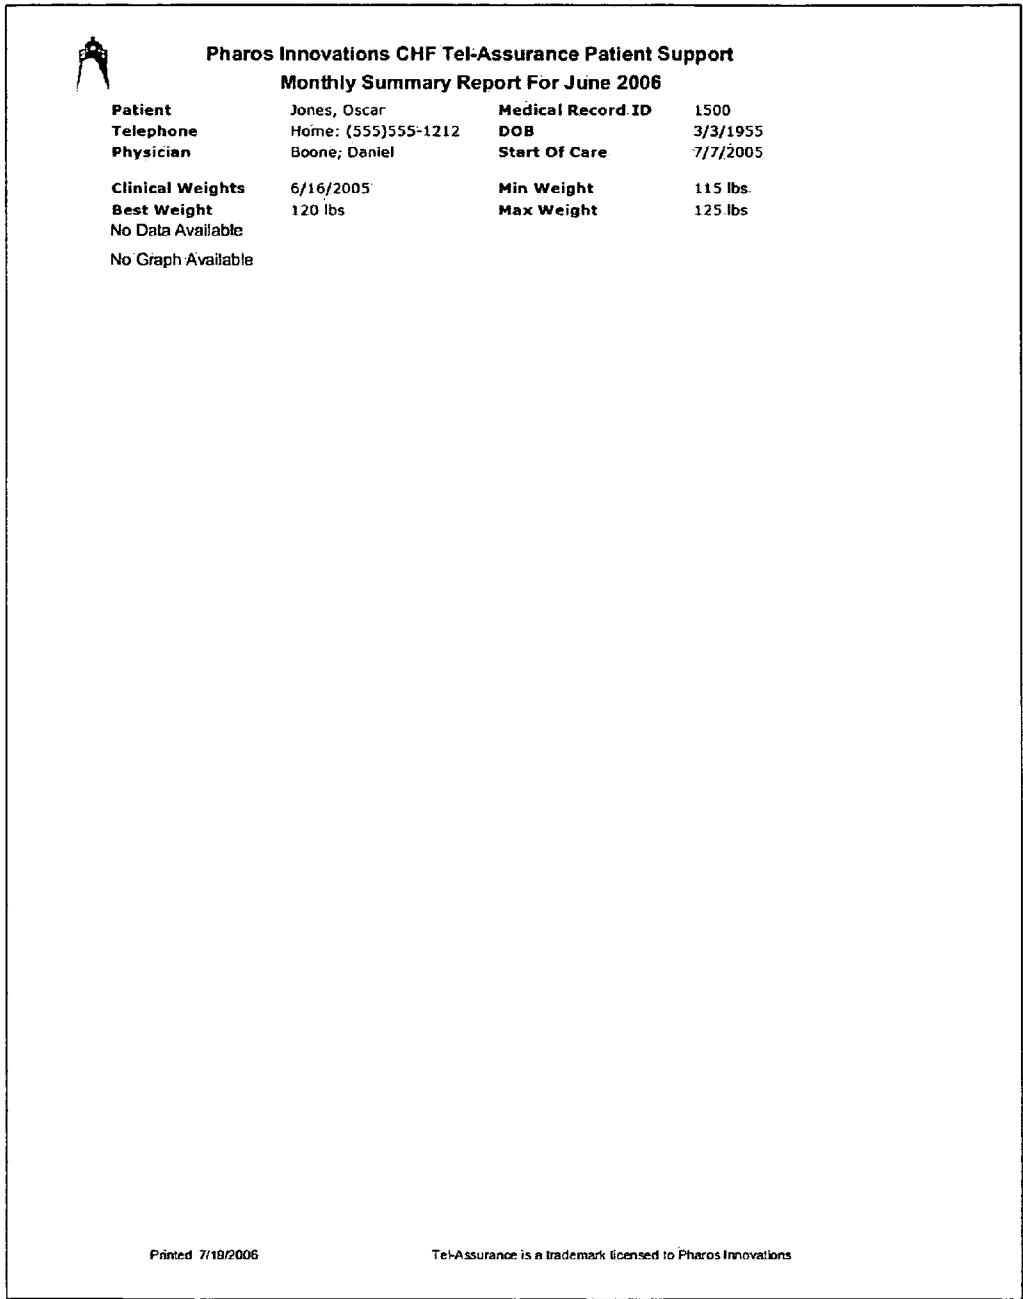 Pharos Innovations CHF Tel-Assurance Patient Support
Monthly Summary Report For June 2006
Patient Jones, Oscar Medical Record ID 1500
Telephone Home: (555)555-1212 DOB 3/3/1955
Physician Boone, Daniel Start Of Care 7/7/2005
Clinical Weights 6/16/2005 Min Weight 115 lbs
Best Weight 120 lbs Max Weight 125 lbs
No Data Available
No Graph Available
Printed 7/19/2006 Tel-Assurance is a trademark licensed to Pharos Innovations